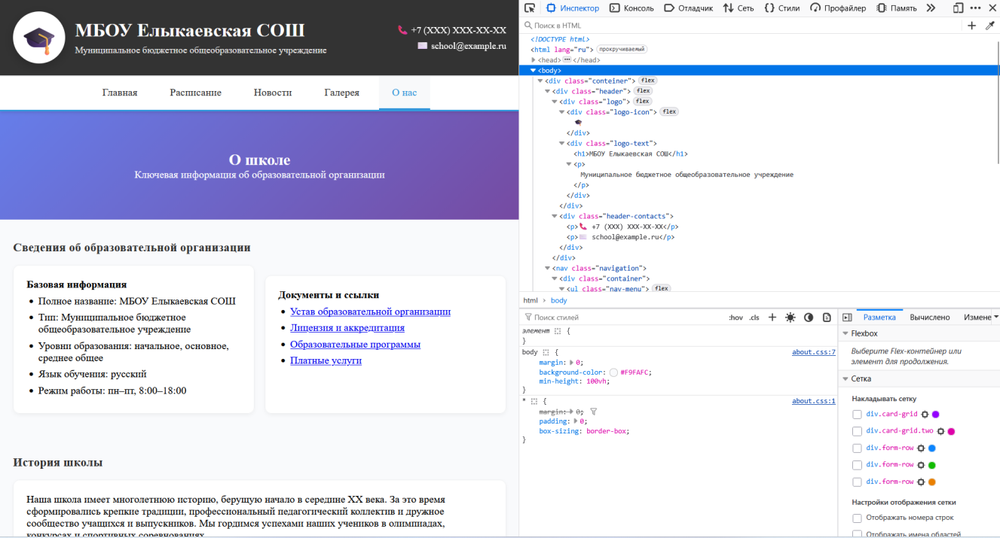 МБОУ Елыкаевская СОШ
Муниципальное бюджетное общеобразовательное учреждение
+7 (XXX) XXX-XX-XX
school@example.ru
Главная Расписание Новости Галерея О нас
О школе
Ключевая информация об образовательной организации
Сведения об образовательной организации
Базовая информация
Полное название: МБОУ Елыкаевская СОШ
Тип: Муниципальное бюджетное
общеобразовательное учреждение
Уровни образования: начальное, основное,
среднее общее
Язык обучения: русский
Режим работы: пн–пт, 8:00–18:00
Документы и ссылки
Устав образовательной организации
Лицензия и аккредитация
Образовательные программы
Платные услуги
История школы
Наша школа имеет многолетнюю историю, берущую начало в середине XX века. За это время
сформировались крепкие традиции, профессиональный педагогический коллектив и дружное
сообщество учащихся и выпускников. Мы гордимся успехами наших учеников в олимпиадах,
конкурсах и спортивных соревнованиях.
Инспектор Консоль Отладчик Сеть Стили Профайлер Память
Поиск в HTML
<!DOCTYPE html>
<html lang="ru"> прокручиваемый
<head> </head>
<body>
<div class="conteiner"> flex
<div class="header"> flex
<div class="logo"> flex
<div class="logo-icon"> flex
</div>
<div class="logo-text">
<h1>МБОУ Елыкаевская СОШ</h1>
<p>
Муниципальное бюджетное общеобразовательное учреждение
</p>
</div>
</div>
<div class="header-contacts">
<p> +7 (XXX) XXX-XX-XX</p>
<p> school@example.ru</p>
</div>
</div>
<nav class="navigation">
<div class="container">
<ul class="nav-menu"> flex
html > body
Поиск стилей :hov .cls
элемент {
}
body { about.css:7
margin: 0;
background-color: #F9FAFC;
min-height: 100vh;
}
* { about.css:1
margin: 0;
padding: 0;
box-sizing: border-box;
}
Разметка Вычислено Измене
Flexbox
Выберите Flex-контейнер или
элемент для продолжения.
Сетка
Накладывать сетку
div.card-grid
div.card-grid.two
div.form-row
div.form-row
div.form-row
Настройки отображения сетки
Отображать номера строк
Отображать имена областей